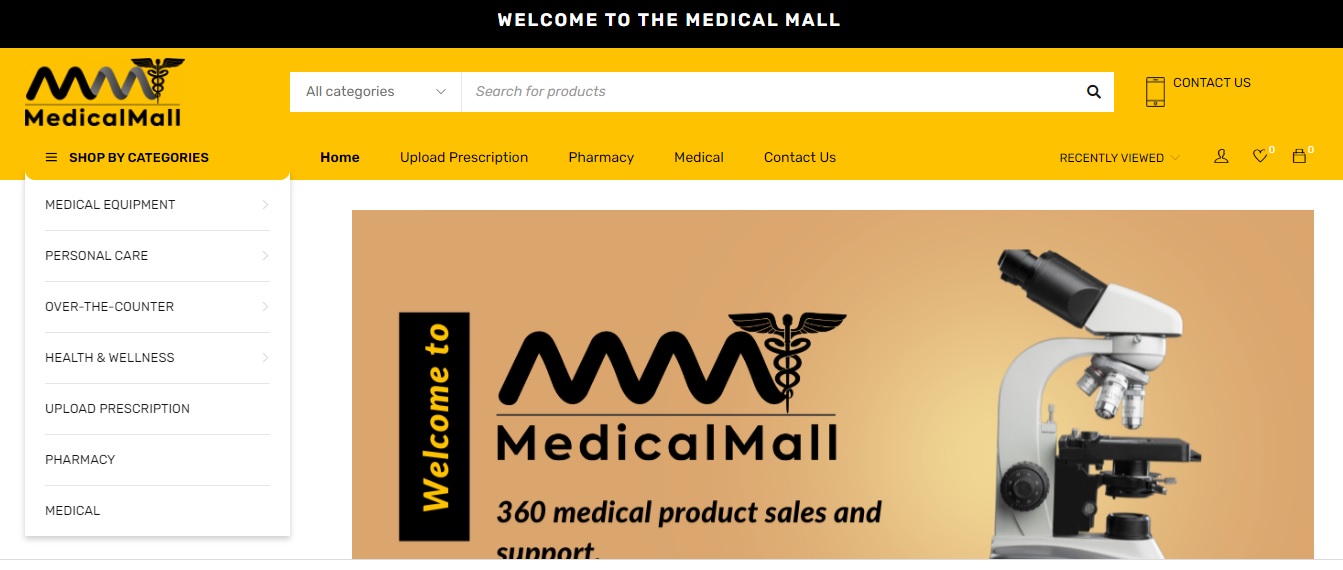 WELCOME TO THE MEDICAL MALL
MedicalMall
All categories
Search for products
CONTACT US
SHOP BY CATEGORIES
Home
Upload Prescription
Pharmacy
Medical
Contact Us
RECENTLY VIEWED
0
0
MEDICAL EQUIPMENT
PERSONAL CARE
OVER-THE-COUNTER
HEALTH & WELLNESS
UPLOAD PRESCRIPTION
PHARMACY
MEDICAL
Welcome to
MedicalMall
360 medical product sales and
support.